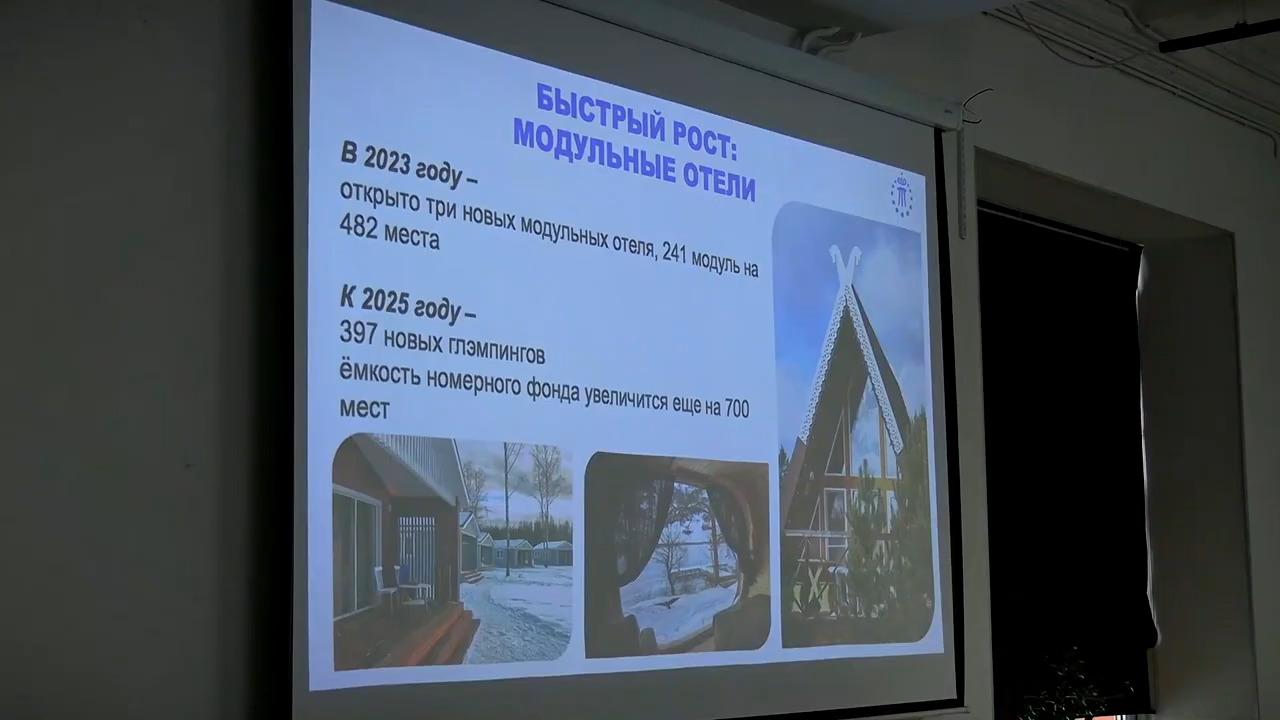 БЫСТРЫЙ РОСТ:
МОДУЛЬНЫЕ ОТЕЛИ
В 2023 году –
открыто три новых модульных отеля, 241 модуль на
482 места
К 2025 году –
397 новых глэмпингов
ёмкость номерного фонда увеличится еще на 700
мест